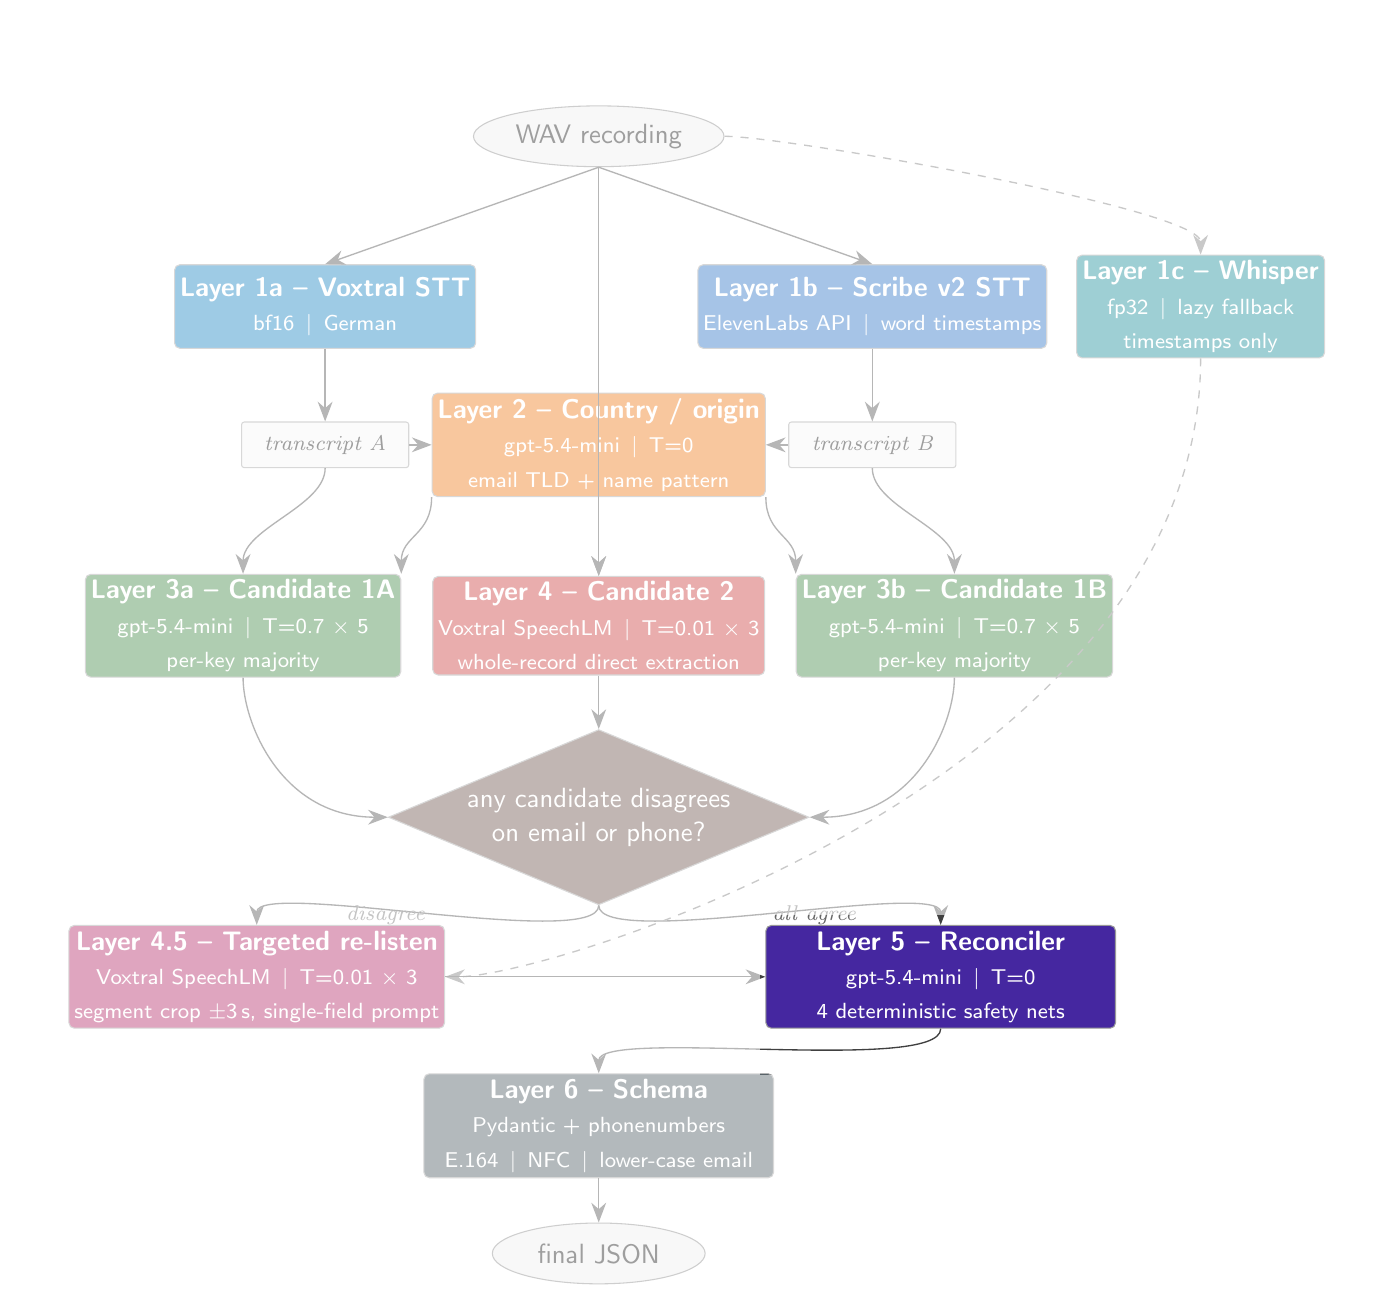 WAV recording
Layer 1a – Voxtral STT
bf16 | German
Layer 1b – Scribe v2 STT
ElevenLabs API | word timestamps
Layer 1c – Whisper
fp32 | lazy fallback
timestamps only
transcript A
Layer 2 – Country / origin
gpt-5.4-mini | T=0
email TLD + name pattern
transcript B
Layer 3a – Candidate 1A
gpt-5.4-mini | T=0.7 × 5
per-key majority
Layer 4 – Candidate 2
Voxtral SpeechLM | T=0.01 × 3
whole-record direct extraction
Layer 3b – Candidate 1B
gpt-5.4-mini | T=0.7 × 5
per-key majority
any candidate disagrees
on email or phone?
disagree
all agree
Layer 4.5 – Targeted re-listen
Voxtral SpeechLM | T=0.01 × 3
segment crop ±3 s, single-field prompt
Layer 5 – Reconciler
gpt-5.4-mini | T=0
4 deterministic safety nets
Layer 6 – Schema
Pydantic + phonenumbers
E.164 | NFC | lower-case email
final JSON